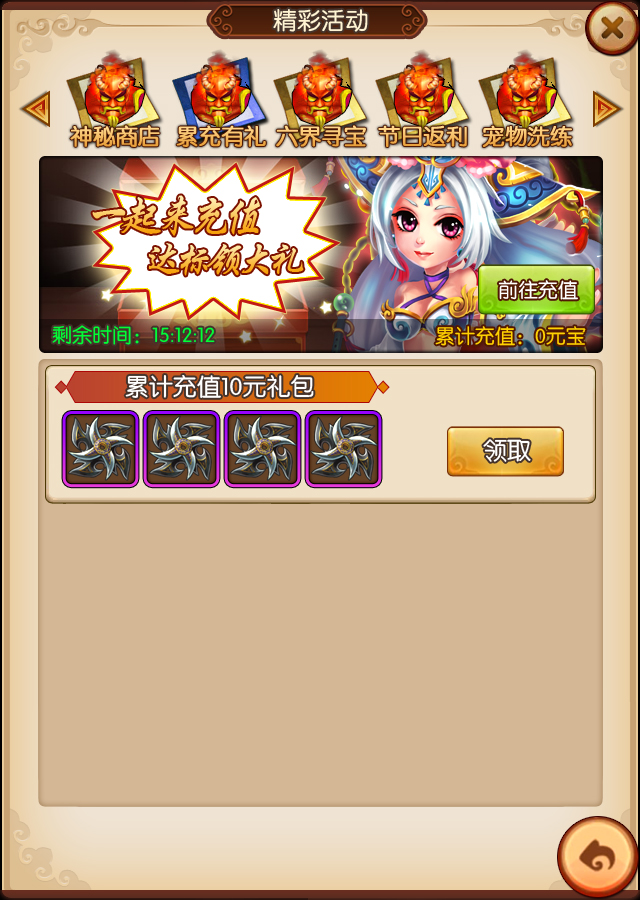 精彩活动
神秘商店 累充有礼 六界寻宝 节日返利 宠物洗练
一起来充值
达标领大礼
前往充值
剩余时间：15:12:12 累计充值：0元宝
累计充值10元礼包
领取